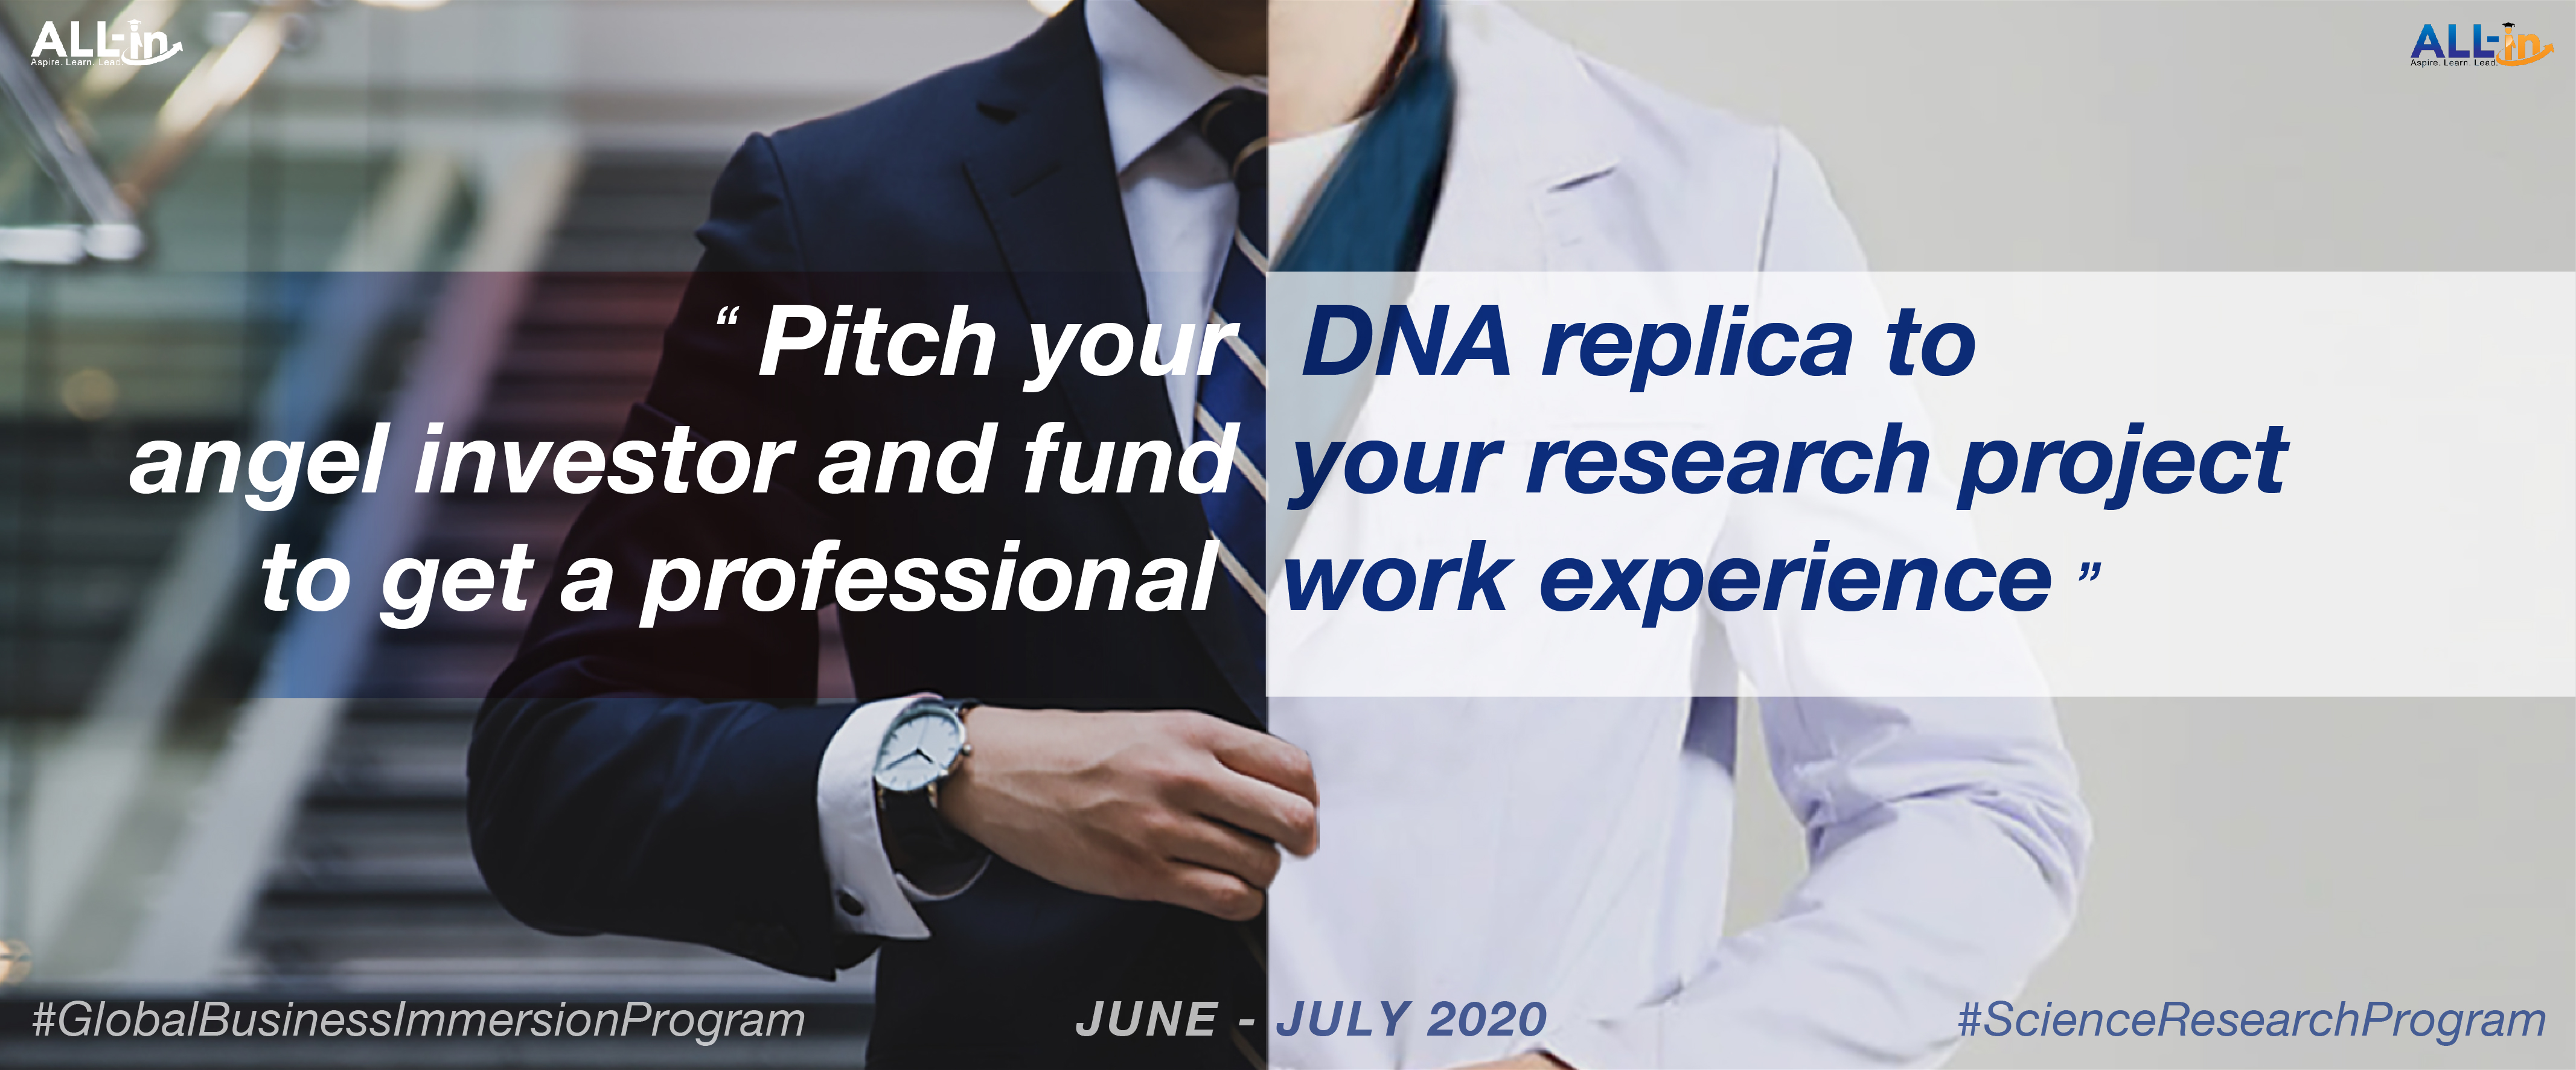 ALL-in
Aspire. Learn. Lead.
ALL-in
Aspire. Learn. Lead.
“ Pitch your DNA replica to
angel investor and fund your research project
to get a professional work experience ”
#GlobalBusinessImmersionProgram
JUNE - JULY 2020
#ScienceResearchProgram